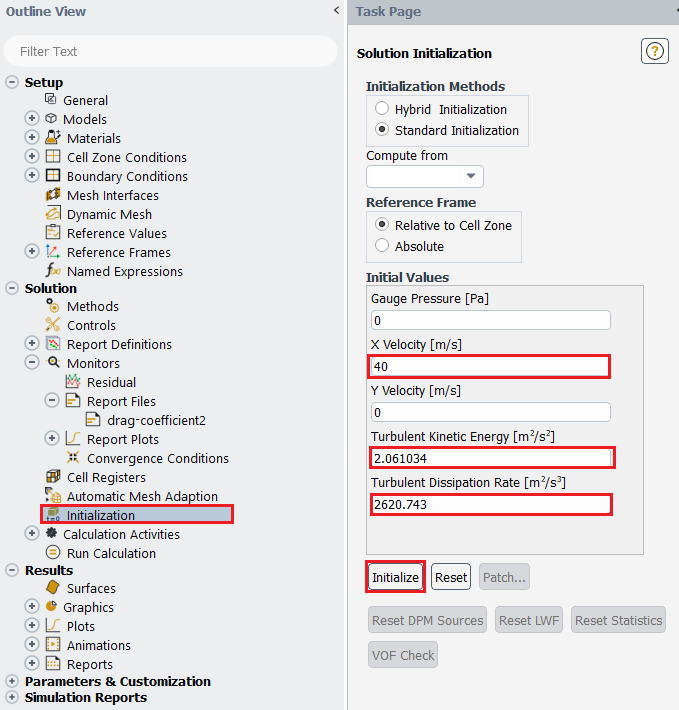 Outline View
<
Filter Text
Setup
General
Models
Materials
Cell Zone Conditions
Boundary Conditions
Mesh Interfaces
Dynamic Mesh
Reference Values
Reference Frames
Named Expressions
Solution
Methods
Controls
Report Definitions
Monitors
Residual
Report Files
drag-coefficient2
Report Plots
Convergence Conditions
Cell Registers
Automatic Mesh Adaption
Initialization
Calculation Activities
Run Calculation
Results
Surfaces
Graphics
Plots
Animations
Reports
Parameters & Customization
Simulation Reports
Task Page
Solution Initialization
Initialization Methods
Hybrid Initialization
Standard Initialization
Compute from
Reference Frame
Relative to Cell Zone
Absolute
Initial Values
Gauge Pressure [Pa]
0
X Velocity [m/s]
40
Y Velocity [m/s]
0
Turbulent Kinetic Energy [m²/s²]
2.061034
Turbulent Dissipation Rate [m²/s³]
2620.743
Initialize Reset Patch...
Reset DPM Sources Reset LWF Reset Statistics
VOF Check